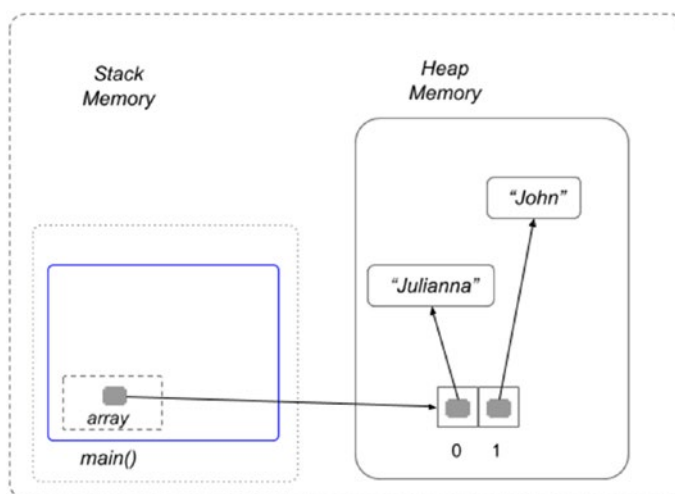 Stack
Memory
Heap
Memory
“John”
“Julianna”
array
0 1
main()